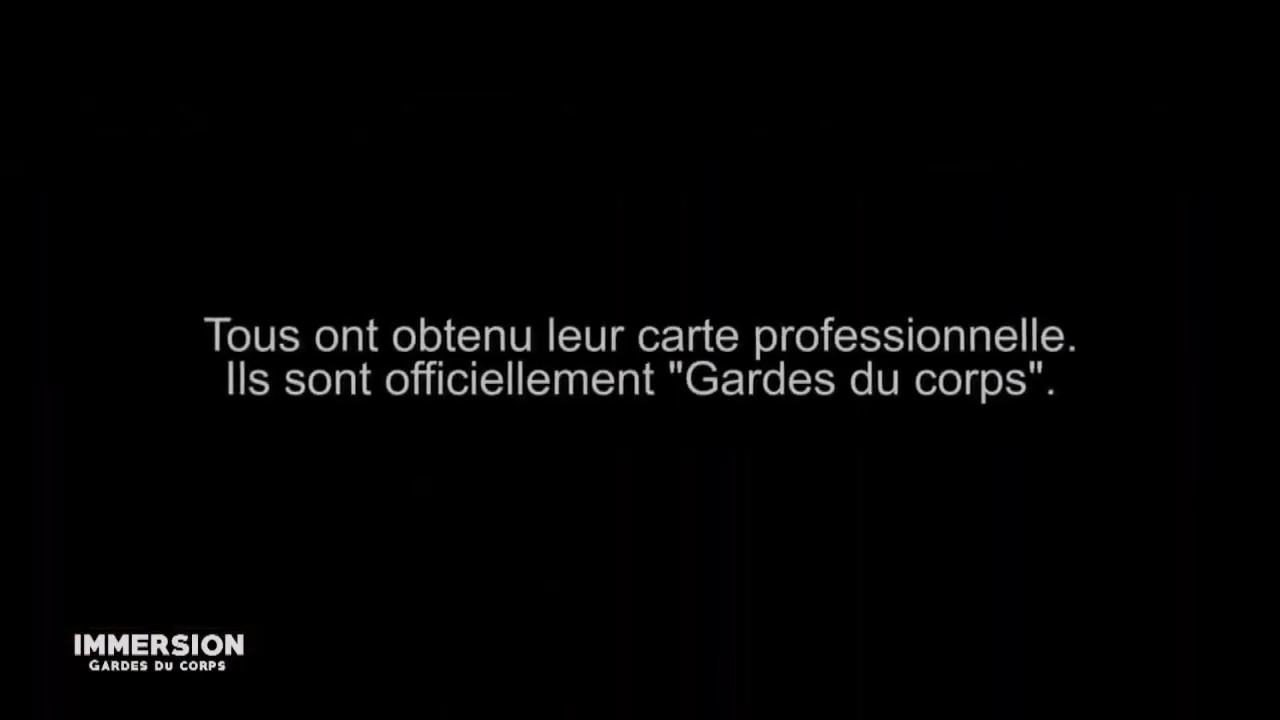 Tous ont obtenu leur carte professionnelle.
Ils sont officiellement "Gardes du corps".
IMMERSION
GARDES DU CORPS